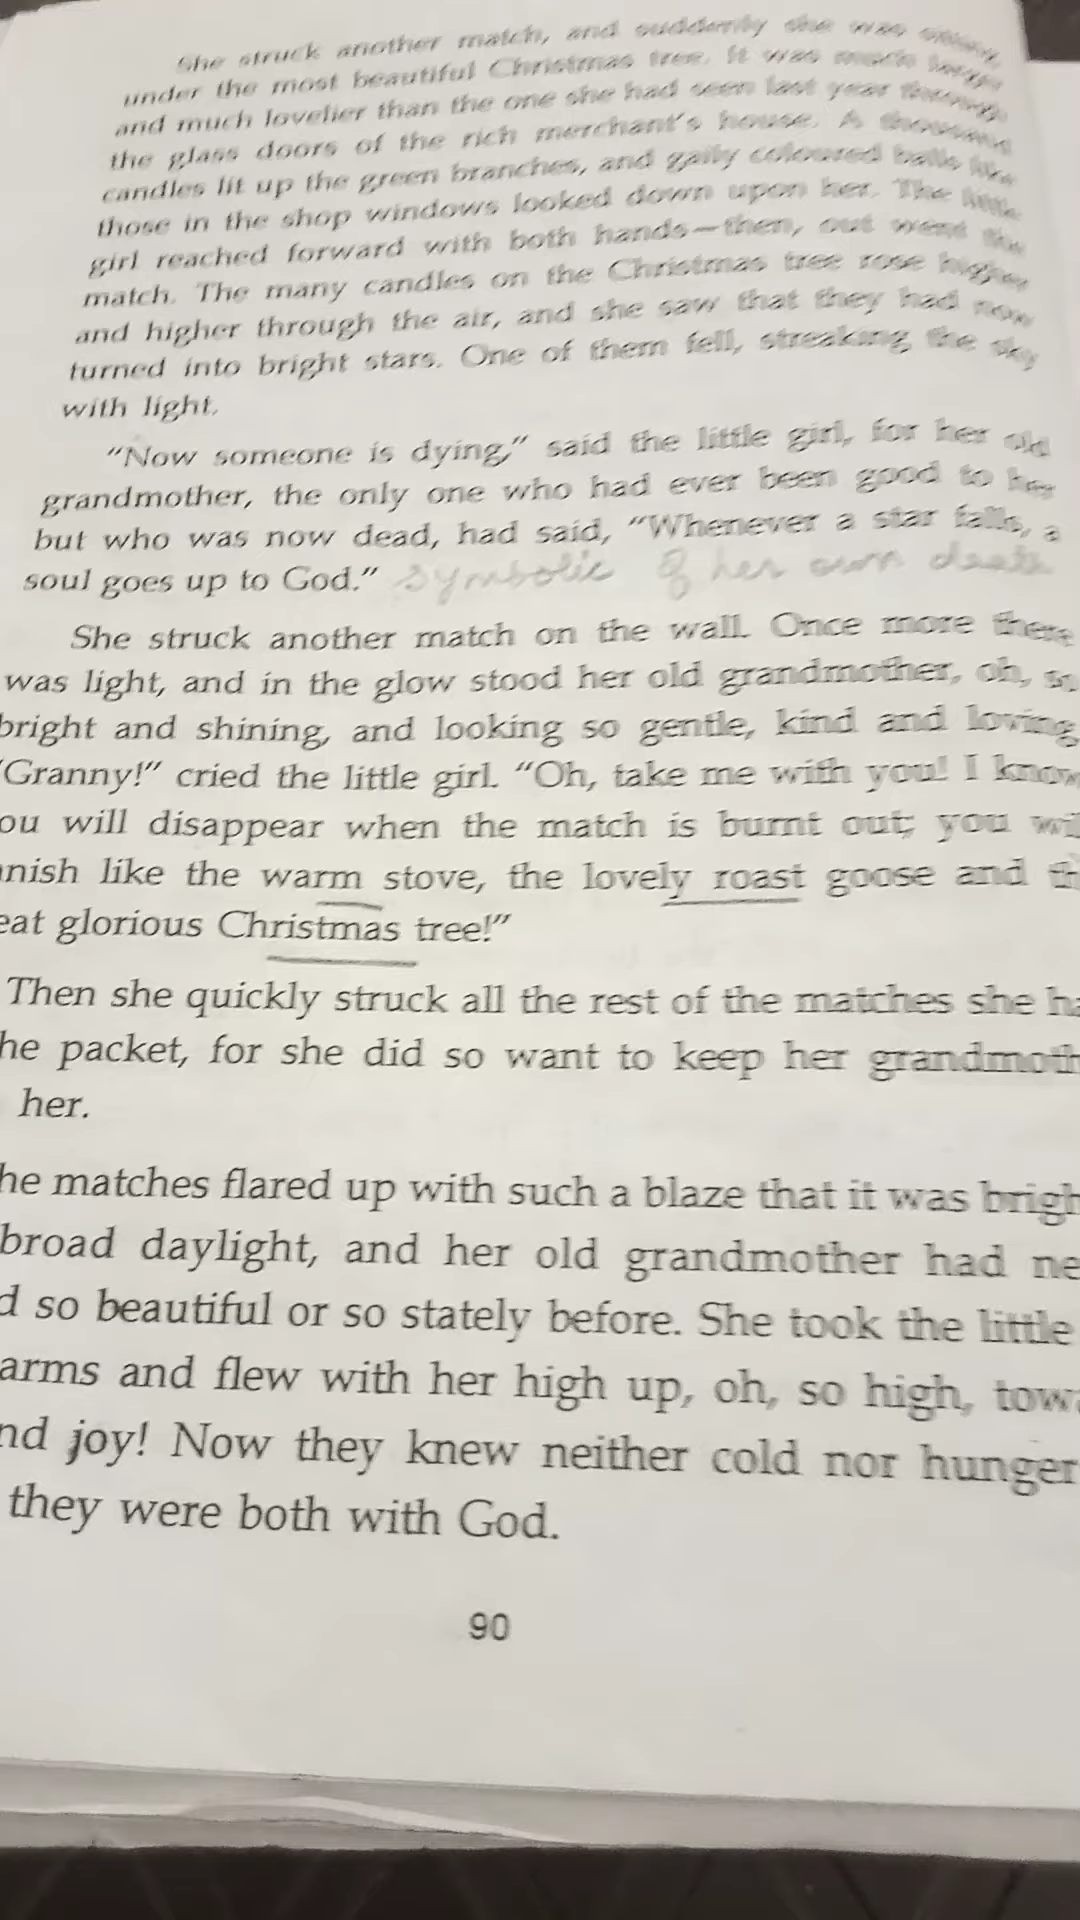 She struck another match, and suddenly she was sitting
under the most beautiful Christmas tree. It was much larger
and much lovelier than the one she had seen last year through
the glass doors of the rich merchant's house. A thousand
candles lit up the green branches, and gaily coloured balls like
those in the shop windows looked down upon her. The little
girl reached forward with both hands—then, out went the
match. The many candles on the Christmas tree rose higher
and higher through the air, and she saw that they had now
turned into bright stars. One of them fell, streaking the sky
with light.
"Now someone is dying," said the little girl, for her old
grandmother, the only one who had ever been good to her
but who was now dead, had said, "Whenever a star falls, a
soul goes up to God." symbolic of her own death
She struck another match on the wall. Once more there
was light, and in the glow stood her old grandmother, oh, so
bright and shining, and looking so gentle, kind and loving.
"Granny!" cried the little girl. "Oh, take me with you! I know
ou will disappear when the match is burnt out; you wil
nish like the warm stove, the lovely roast goose and th
eat glorious Christmas tree!"
Then she quickly struck all the rest of the matches she ha
he packet, for she did so want to keep her grandmoth
her.
he matches flared up with such a blaze that it was brigh
broad daylight, and her old grandmother had ne
d so beautiful or so stately before. She took the little
arms and flew with her high up, oh, so high, towa
nd joy! Now they knew neither cold nor hunger
they were both with God.
90